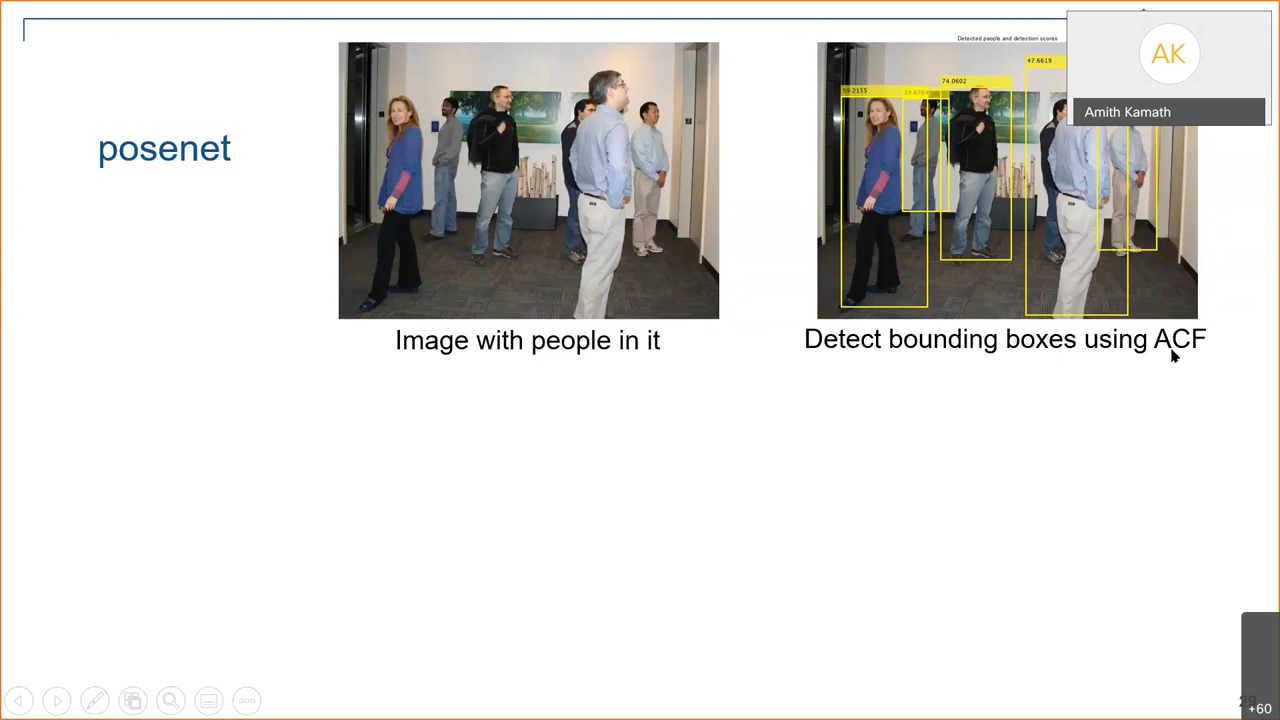 Detected people and detection scores
AK
Amith Kamath
47.6619
74.0602
59.2155
posenet
Image with people in it
Detect bounding boxes using ACF
+60